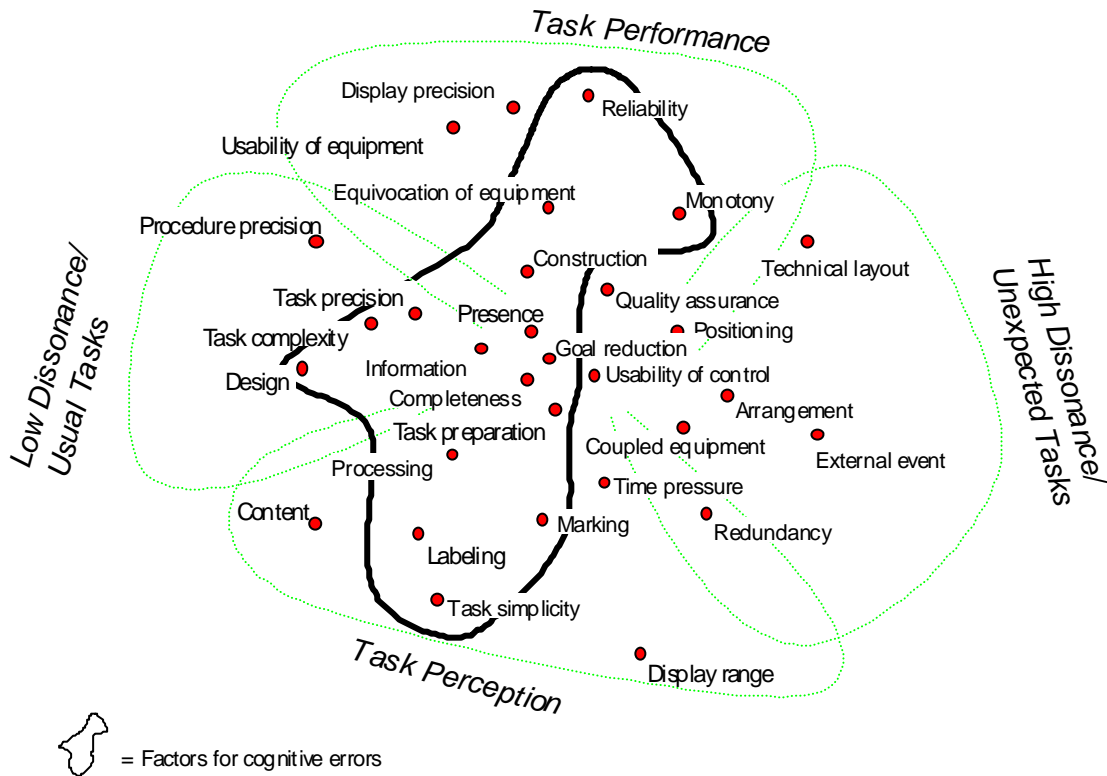 Task Performance
Display precision
Reliability
Usability of equipment
Equivocation of equipment
Monotony
Procedure precision
Technical layout
Construction
Low Dissonance/
Usual Tasks
High Dissonance/
Unexpected Tasks
Task precision
Quality assurance
Presence
Positioning
Task complexity
Goal reduction
Information
Usability of control
Design
Completeness
Arrangement
Task preparation
Coupled equipment
External event
Processing
Time pressure
Content
Marking
Redundancy
Labeling
Task simplicity
Task Perception
Display range
= Factors for cognitive errors